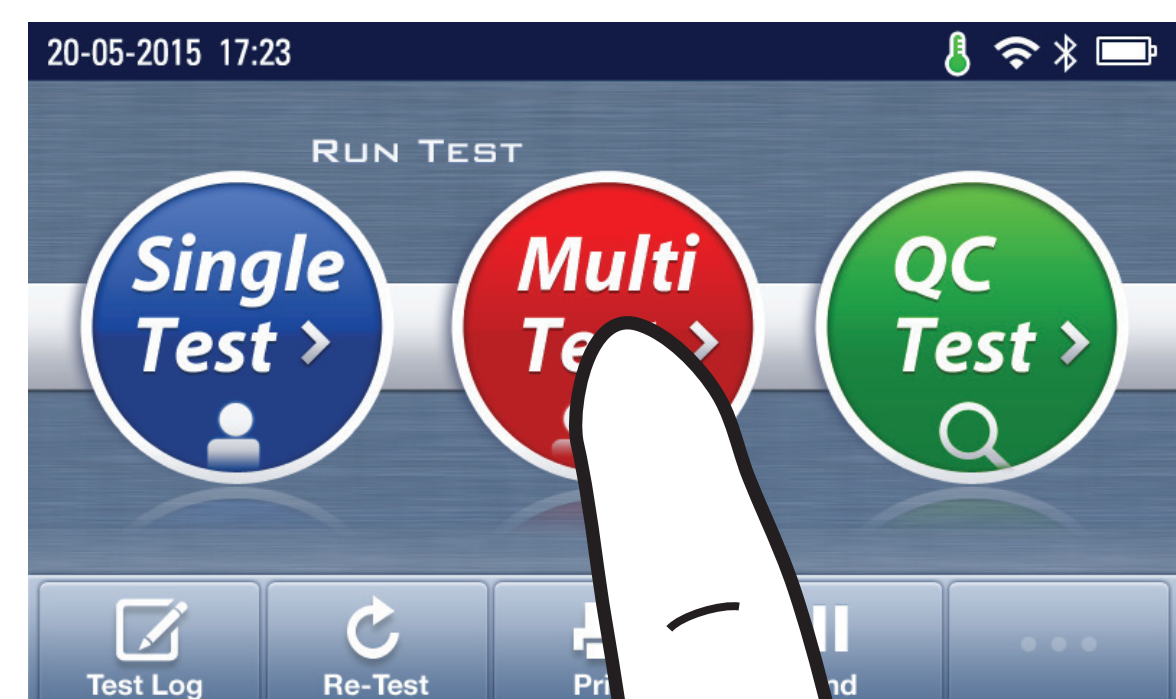 20-05-2015 17:23
RUN TEST
Single
Test
Multi
QC
Test
Test Log
Re-Test